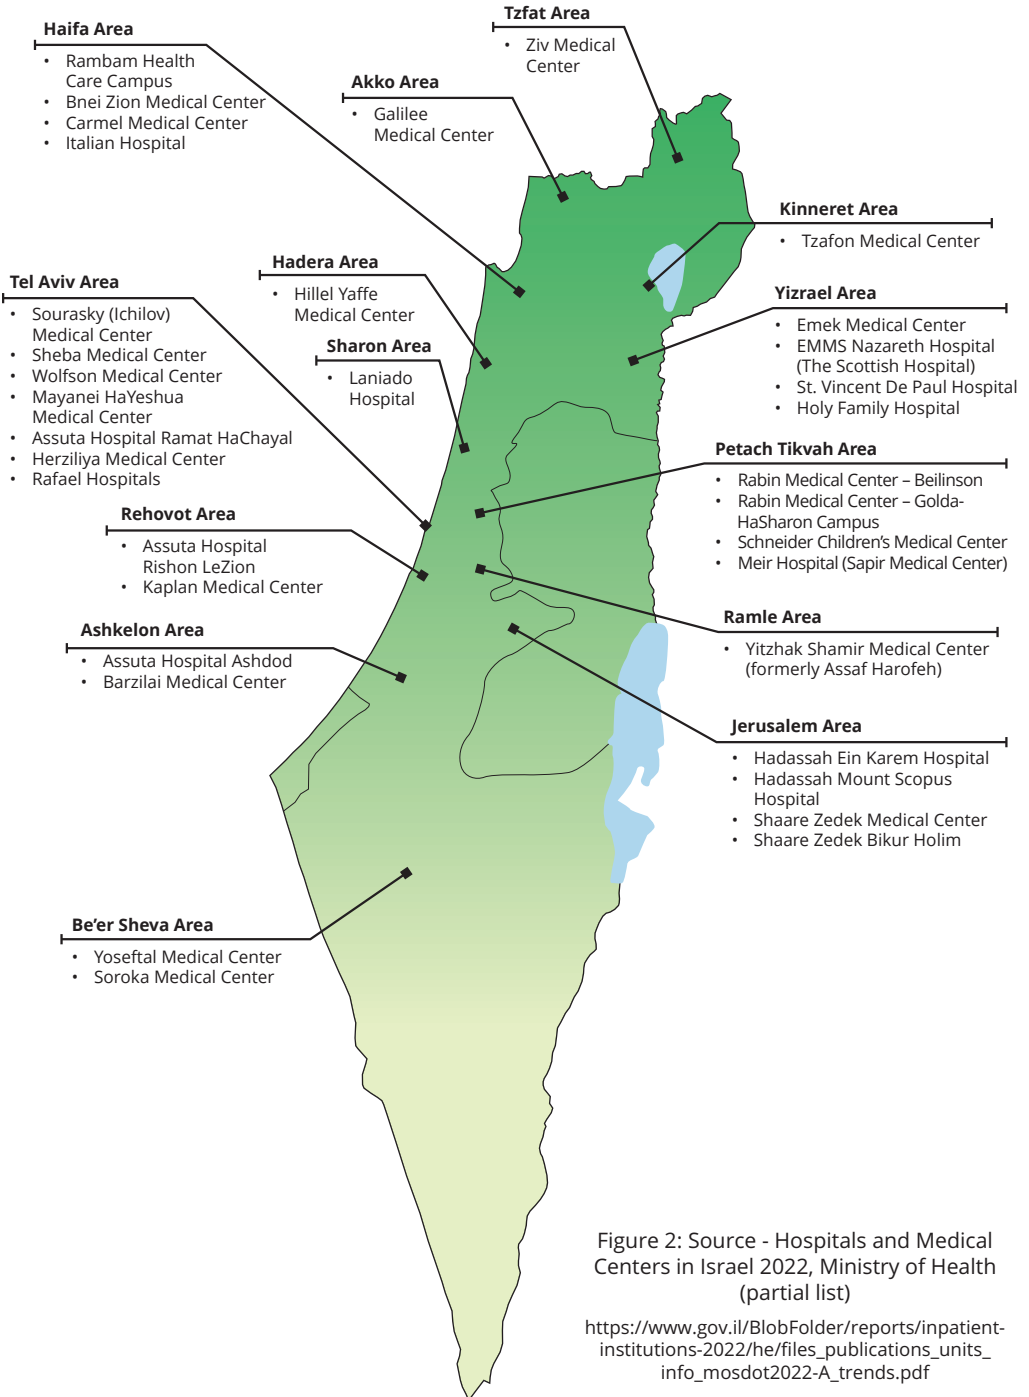 Tzfat Area
• Ziv Medical
Center
Haifa Area
• Rambam Health
Care Campus
• Bnei Zion Medical Center
• Carmel Medical Center
• Italian Hospital
Akko Area
• Galilee
Medical Center
Kinneret Area
• Tzafon Medical Center
Hadera Area
• Hillel Yaffe
Medical Center
Tel Aviv Area
• Sourasky (Ichilov)
Medical Center
• Sheba Medical Center
• Wolfson Medical Center
• Mayanei HaYeshua
Medical Center
• Assuta Hospital Ramat HaChayal
• Herziliya Medical Center
• Rafael Hospitals
Yizrael Area
• Emek Medical Center
• EMMS Nazareth Hospital
(The Scottish Hospital)
• St. Vincent De Paul Hospital
• Holy Family Hospital
Sharon Area
• Laniado
Hospital
Petach Tikvah Area
• Rabin Medical Center – Beilinson
• Rabin Medical Center – Golda-
HaSharon Campus
• Schneider Children’s Medical Center
• Meir Hospital (Sapir Medical Center)
Rehovot Area
• Assuta Hospital
Rishon LeZion
• Kaplan Medical Center
Ramle Area
• Yitzhak Shamir Medical Center
(formerly Assaf Harofeh)
Ashkelon Area
• Assuta Hospital Ashdod
• Barzilai Medical Center
Jerusalem Area
• Hadassah Ein Karem Hospital
• Hadassah Mount Scopus
Hospital
• Shaare Zedek Medical Center
• Shaare Zedek Bikur Holim
Be’er Sheva Area
• Yoseftal Medical Center
• Soroka Medical Center
Figure 2: Source - Hospitals and Medical
Centers in Israel 2022, Ministry of Health
(partial list)
https://www.gov.il/BlobFolder/reports/inpatient-
institutions-2022/he/files_publications_units_
info_mosdot2022-A_trends.pdf